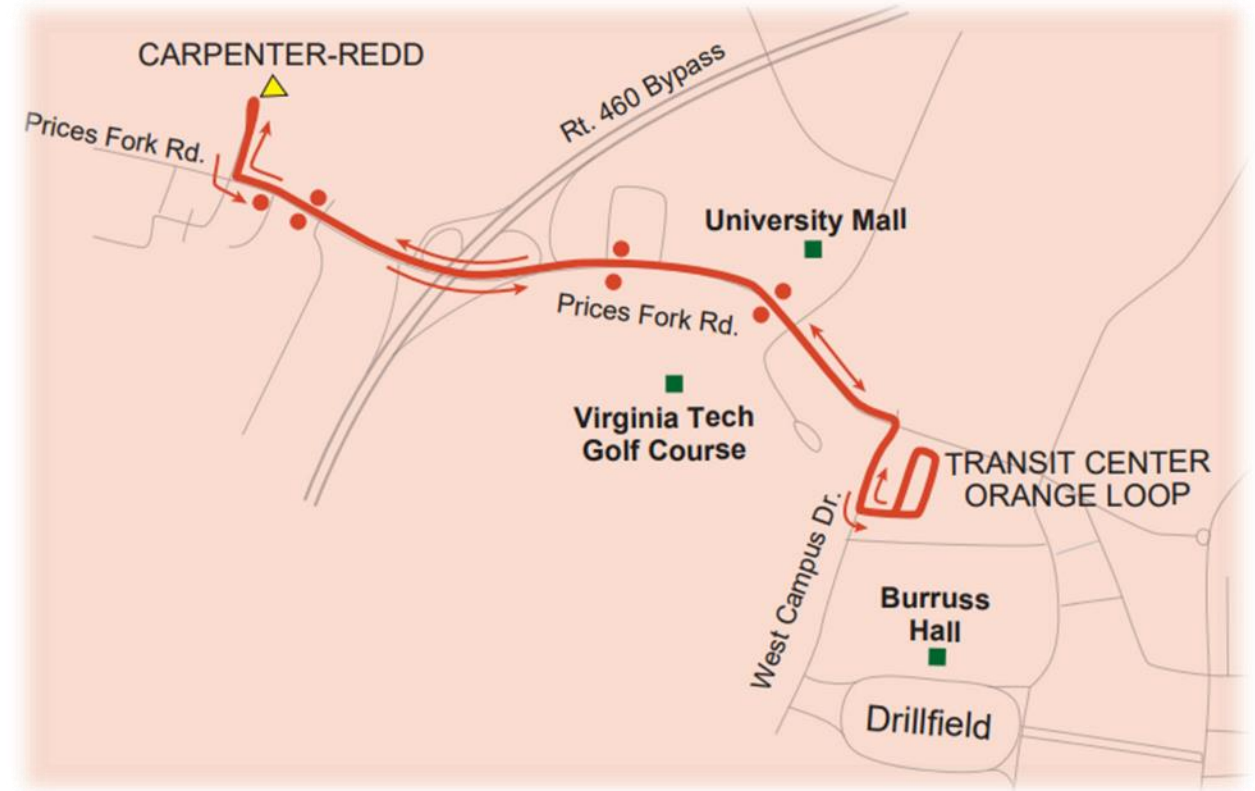 CARPENTER-REDD
Rt. 460 Bypass
Prices Fork Rd.
University Mall
Prices Fork Rd.
Virginia Tech
Golf Course
TRANSIT CENTER
ORANGE LOOP
West Campus Dr.
Burruss
Hall
Drillfield